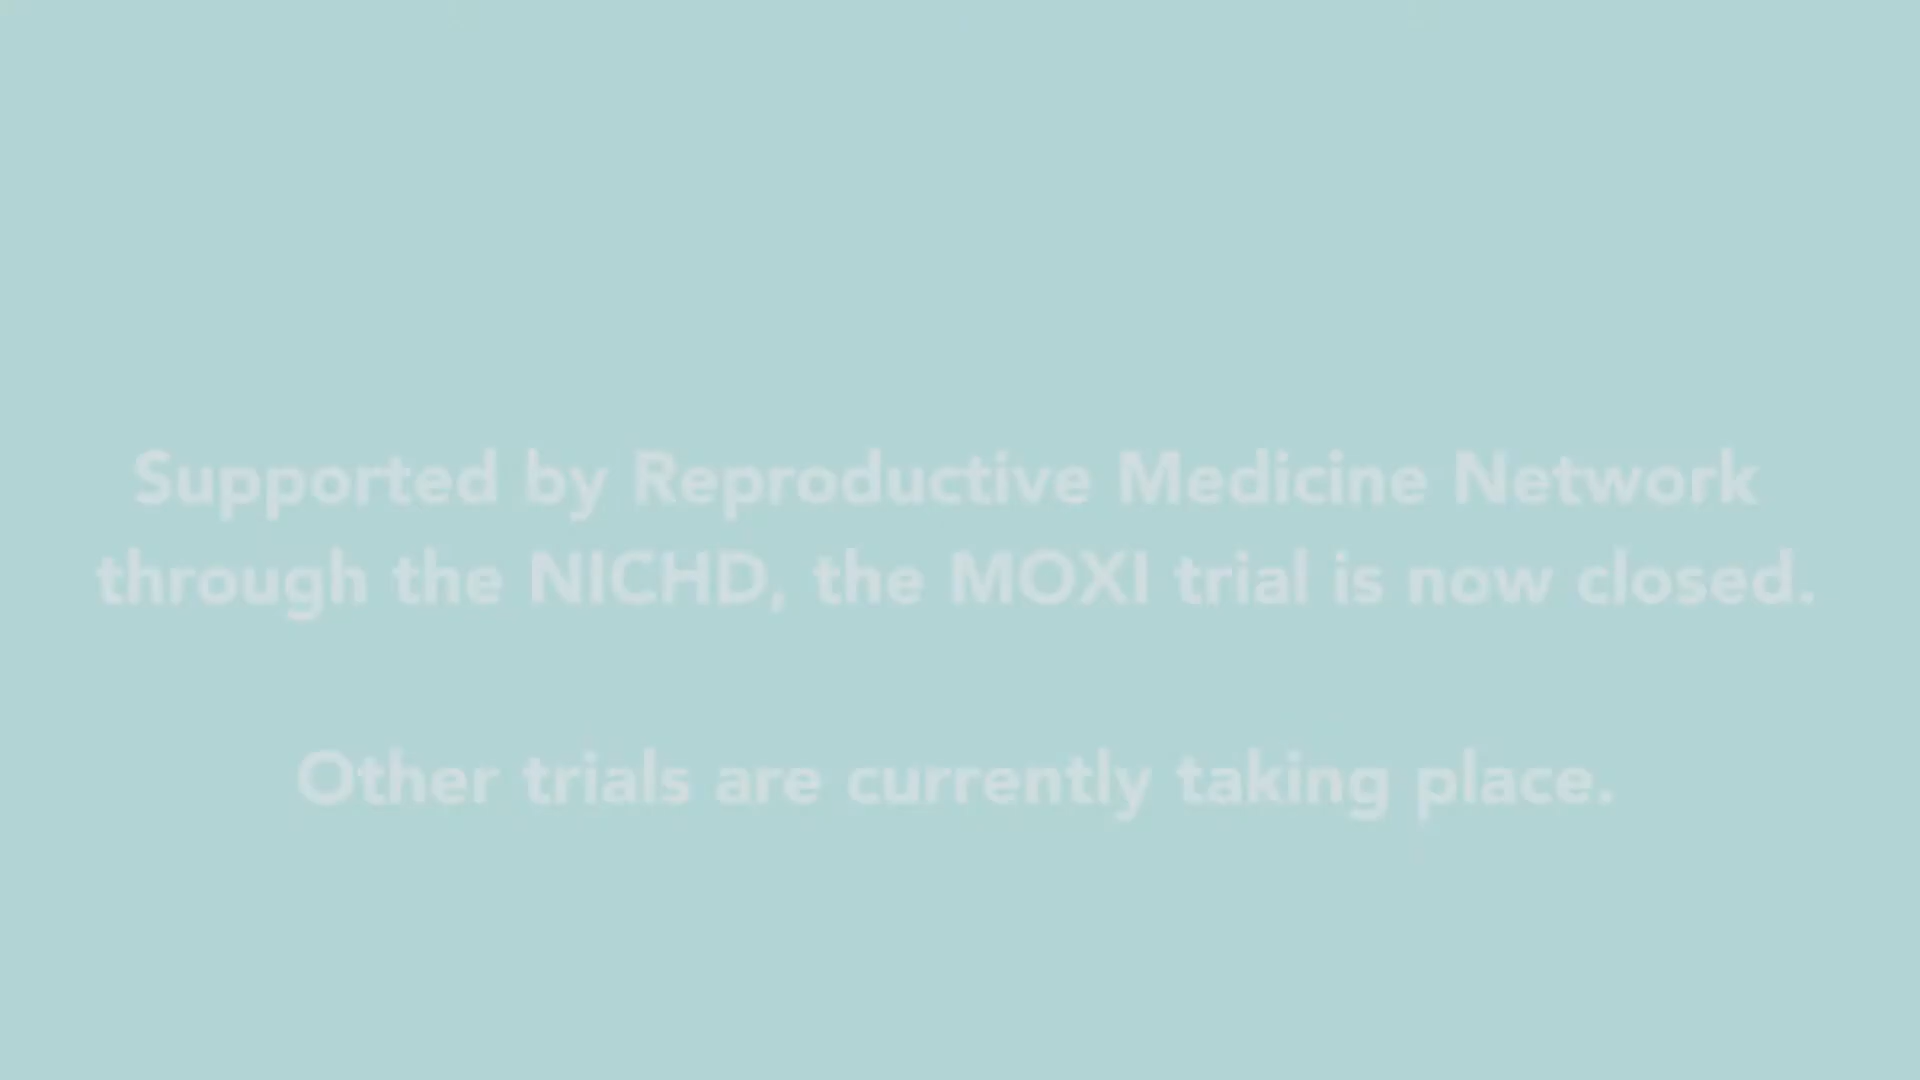 Supported by Reproductive Medicine Network
through the NICHD, the MOXI trial is now closed.
Other trials are currently taking place.